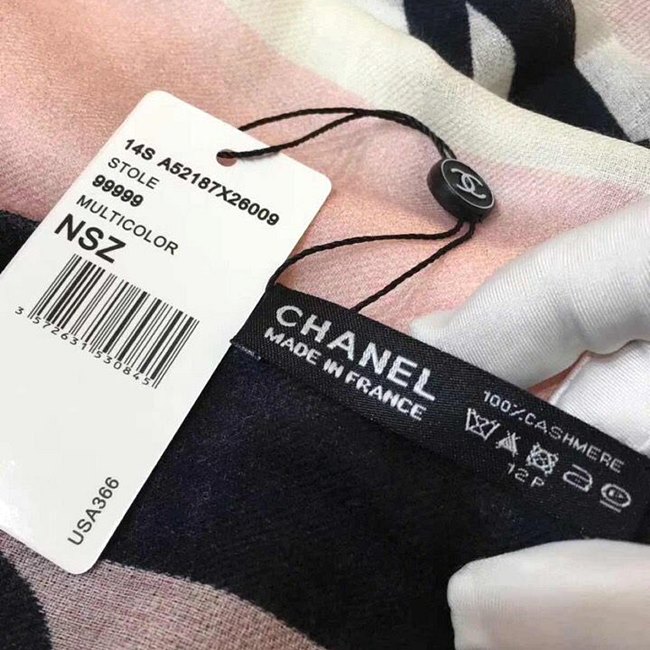 14S A52187X26009
STOLE
99999
MULTICOLOR
NSZ
3 572631 530845
USA366
CHANEL
MADE IN FRANCE
100% CASHMERE
12P